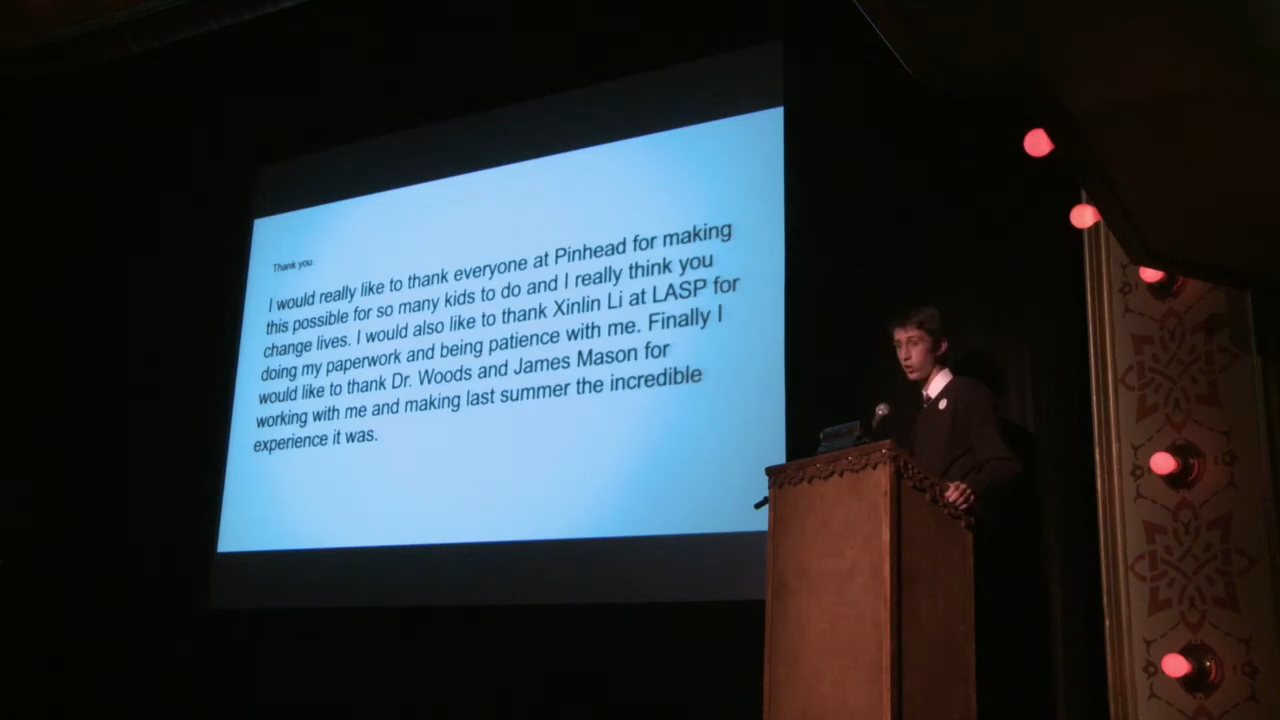 Thank you
I would really like to thank everyone at Pinhead for making
this possible for so many kids to do and I really think you
change lives. I would also like to thank Xinlin Li at LASP for
doing my paperwork and being patience with me. Finally I
would like to thank Dr. Woods and James Mason for
working with me and making last summer the incredible
experience it was.